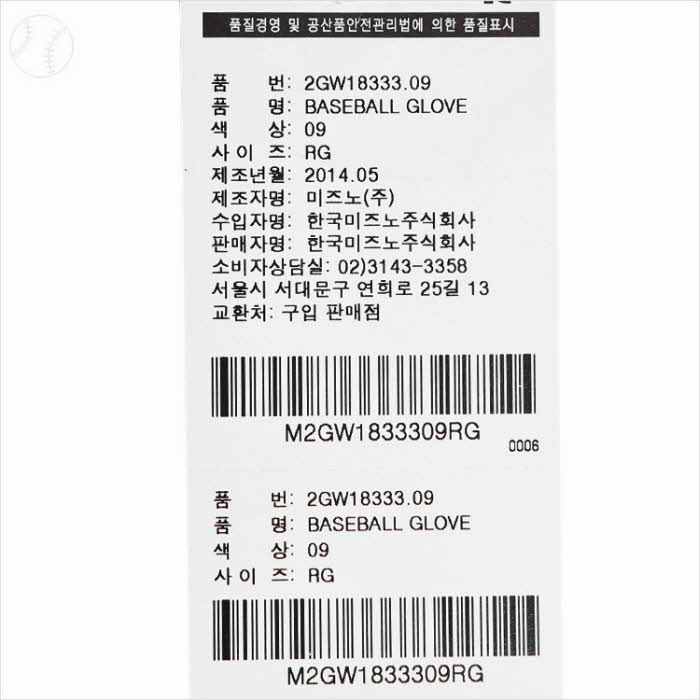 품질경영 및 공산품안전관리법에 의한 품질표시
품 번: 2GW18333.09
품 명: BASEBALL GLOVE
색 상: 09
사 이 즈: RG
제조년월: 2014.05
제조자명: 미즈노(주)
수입자명: 한국미즈노주식회사
판매자명: 한국미즈노주식회사
소비자상담실: 02)3143-3358
서울시 서대문구 연희로 25길 13
교환처: 구입 판매점
M2GW1833309RG
0006
품 번: 2GW18333.09
품 명: BASEBALL GLOVE
색 상: 09
사 이 즈: RG
M2GW1833309RG